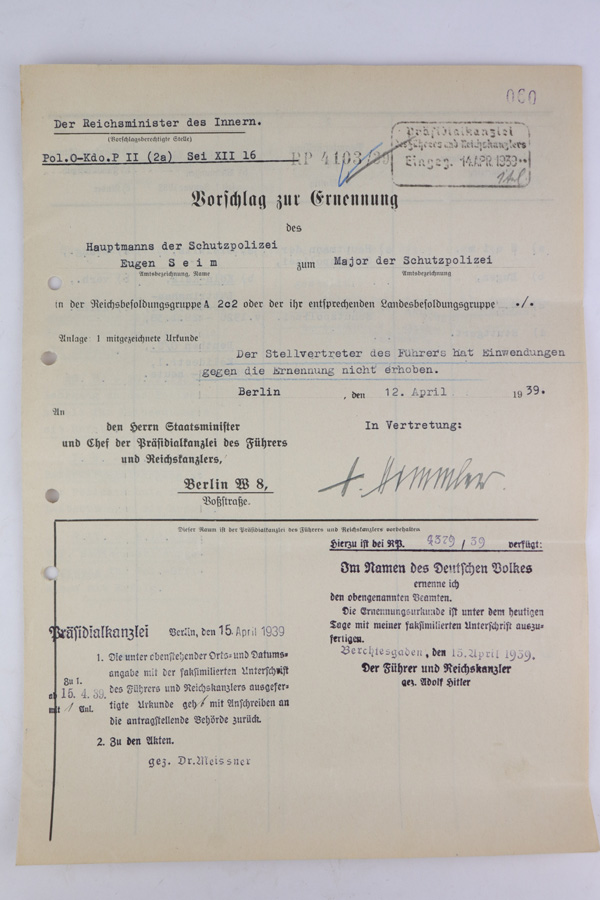 060
Der Reichsminister des Innern.
(Vorschlagsberechtigte Stelle)
Pol.O-Kdo.P II (2a) Sei XII 16
RP 4103/39
Präsidialkanzlei
des Führers und Reichskanzlers
Eingeg. 14.APR.1939
Vorschlag zur Ernennung
des
Hauptmanns der Schutzpolizei
Eugen S e i m zum Major der Schutzpolizei
Amtsbezeichnung, Name Amtsbezeichnung
in der Reichsbesoldungsgruppe A 2c2 oder der ihr entsprechenden Landesbesoldungsgruppe ./.
Anlage: 1 mitgezeichnete Urkunde
Der Stellvertreter des Führers hat Einwendungen
gegen die Ernennung nicht erhoben.
Berlin , den 12. April 1939.
An
den Herrn Staatsminister
und Chef der Präsidialkanzlei des Führers
und Reichskanzlers,
Berlin W 8,
Voßstraße.
In Vertretung:
H. Himmler.
Dieser Raum ist der Präsidialkanzlei des Führers und Reichskanzlers vorbehalten
Hierzu ist bei RP. 4379/39 verfügt:
Im Namen des Deutschen Volkes
ernenne ich
den obengenannten Beamten.
Die Ernennungsurkunde ist unter dem heutigen
Tage mit meiner faksimilierten Unterschrift auszu-
fertigen.
Berchtesgaden, den 15. April 1939.
Der Führer und Reichskanzler
gez. Adolf Hitler
Präsidialkanzlei Berlin, den 15. April 1939
1. Die unter obenstehender Orts- und Datums-
angabe mit der faksimilierten Unterschrift
des Führers und Reichskanzlers ausgefer-
tigte Urkunde geht mit Anschreiben an
die antragstellende Behörde zurück.
Zu 1.
ab 15. 4. 39.
mit 1 Anl.
2. Zu den Akten.
gez. Dr. Meissner